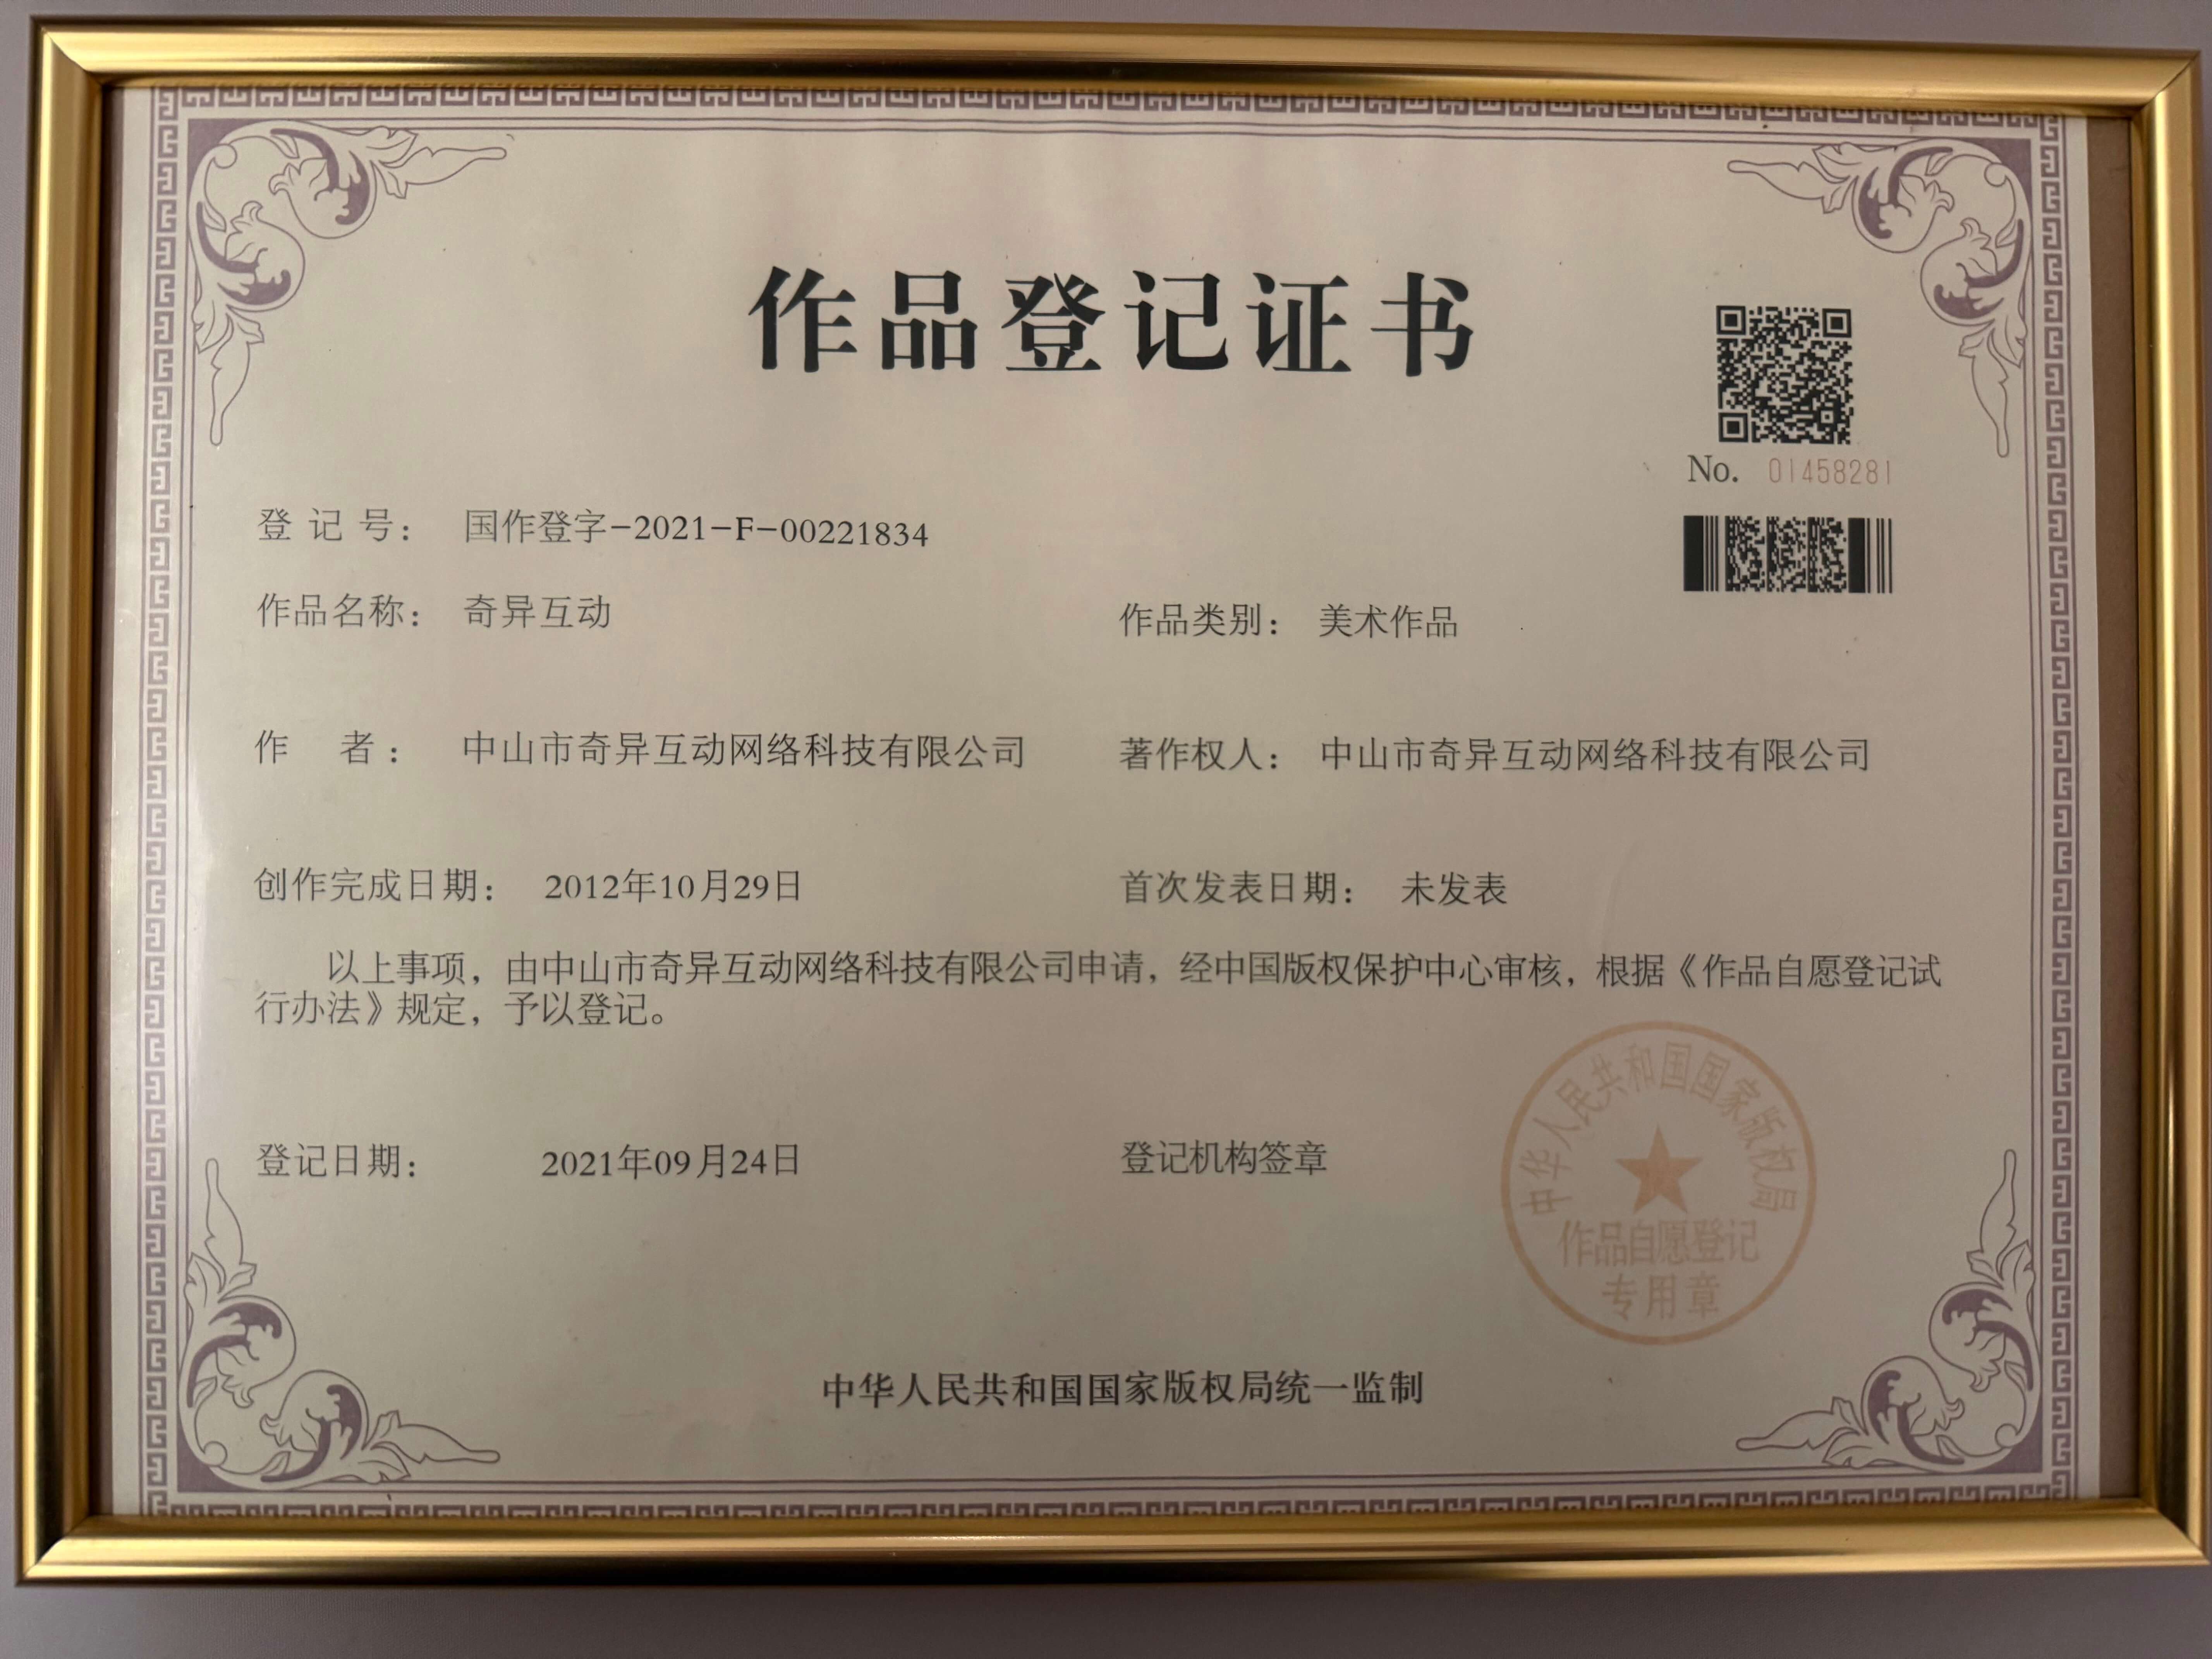 作品登记证书
No. 01458281
登 记 号： 国作登字-2021-F-00221834
作品名称： 奇异互动 作品类别： 美术作品
作 者： 中山市奇异互动网络科技有限公司 著作权人： 中山市奇异互动网络科技有限公司
创作完成日期： 2012年10月29日 首次发表日期： 未发表
以上事项，由中山市奇异互动网络科技有限公司申请，经中国版权保护中心审核，根据《作品自愿登记试
行办法》规定，予以登记。
登记日期： 2021年09月24日 登记机构签章
中华人民共和国国家版权局
作品自愿登记
专用章
中华人民共和国国家版权局统一监制